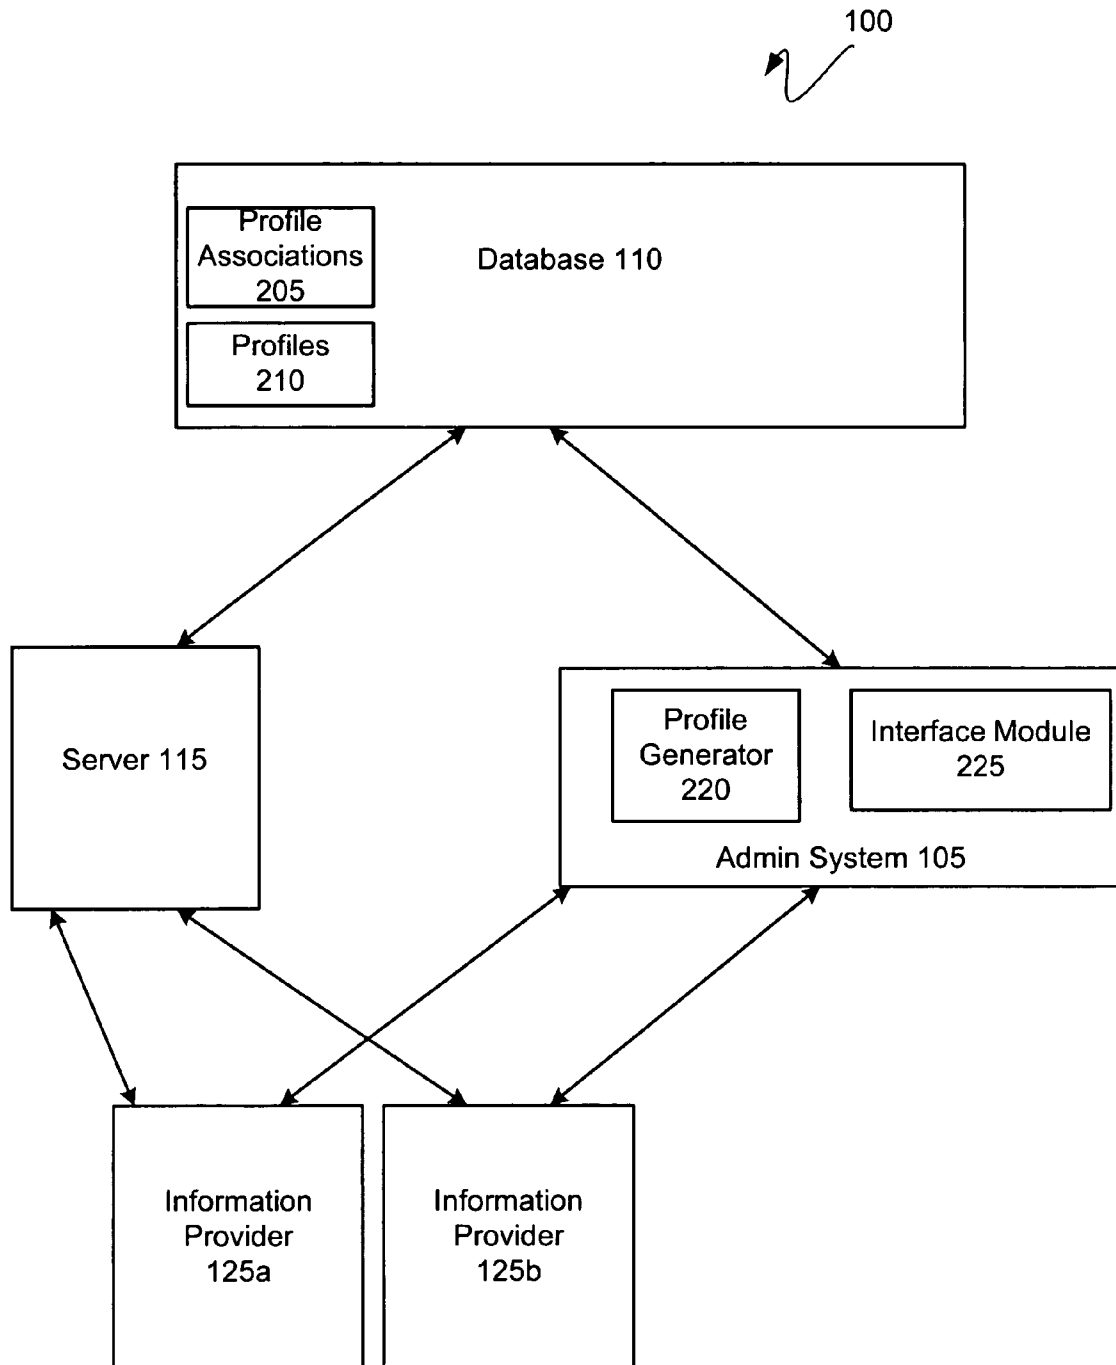 100
Profile
Associations
205
Database 110
Profiles
210
Server 115
Profile
Generator
220
Interface Module
225
Admin System 105
Information
Provider
125a
Information
Provider
125b